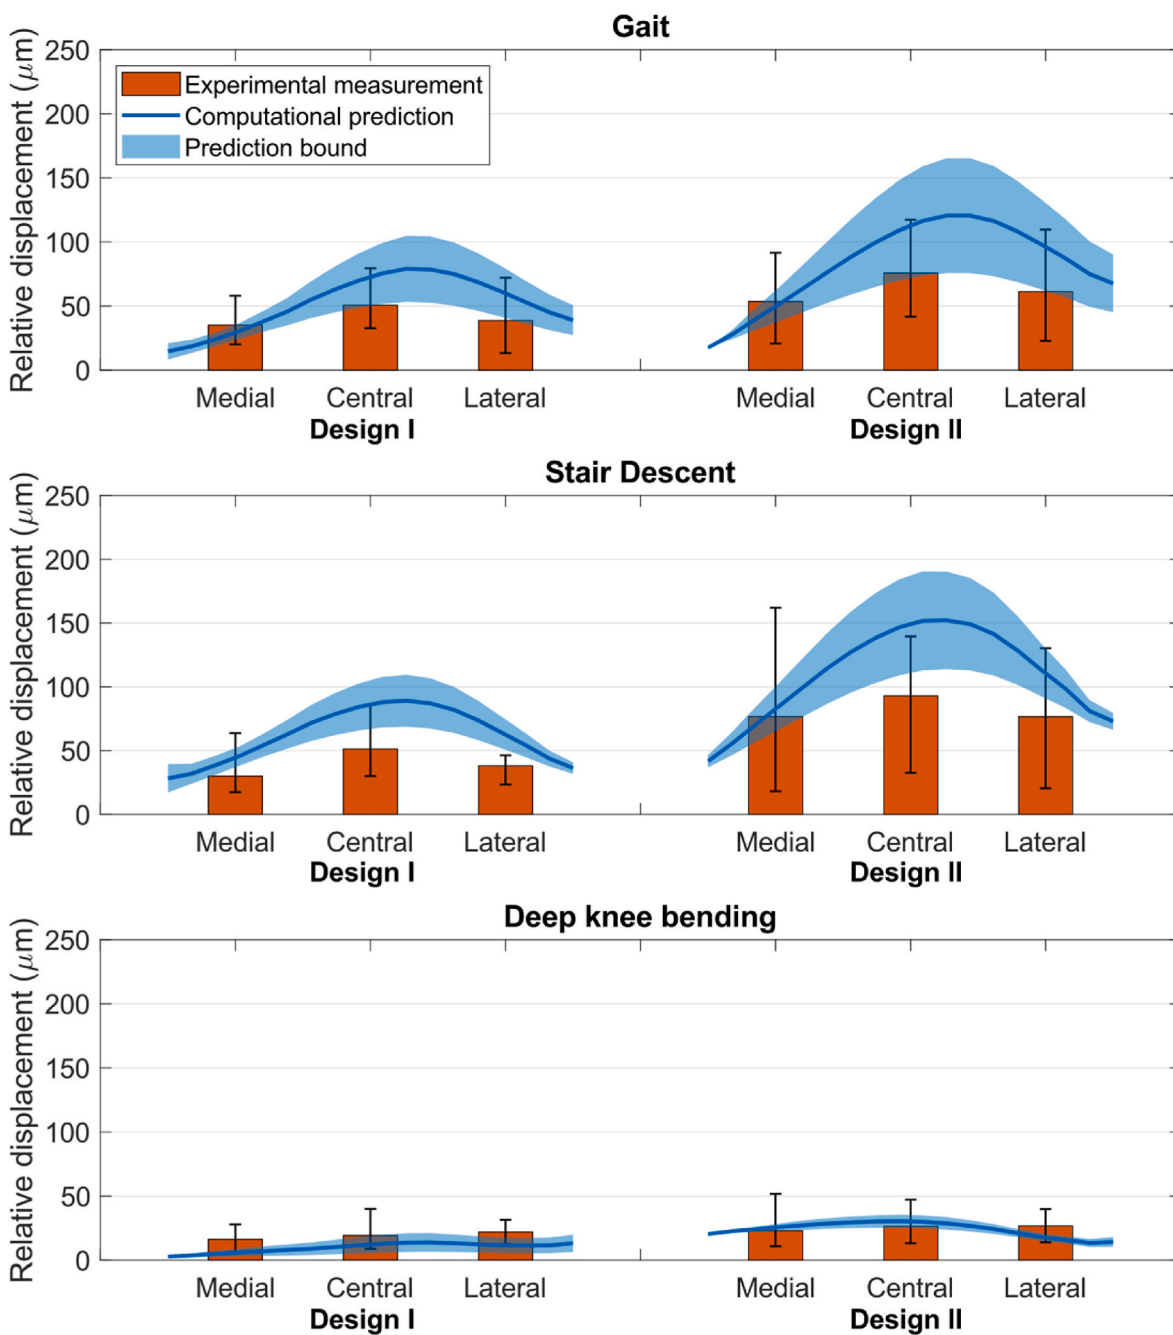 Gait
Relative displacement (μm)
250
200
150
100
50
0
Experimental measurement
Computational prediction
Prediction bound
Medial Central Lateral Medial Central Lateral
Design I Design II
Stair Descent
Relative displacement (μm)
250
200
150
100
50
0
Medial Central Lateral Medial Central Lateral
Design I Design II
Deep knee bending
Relative displacement (μm)
250
200
150
100
50
0
Medial Central Lateral Medial Central Lateral
Design I Design II